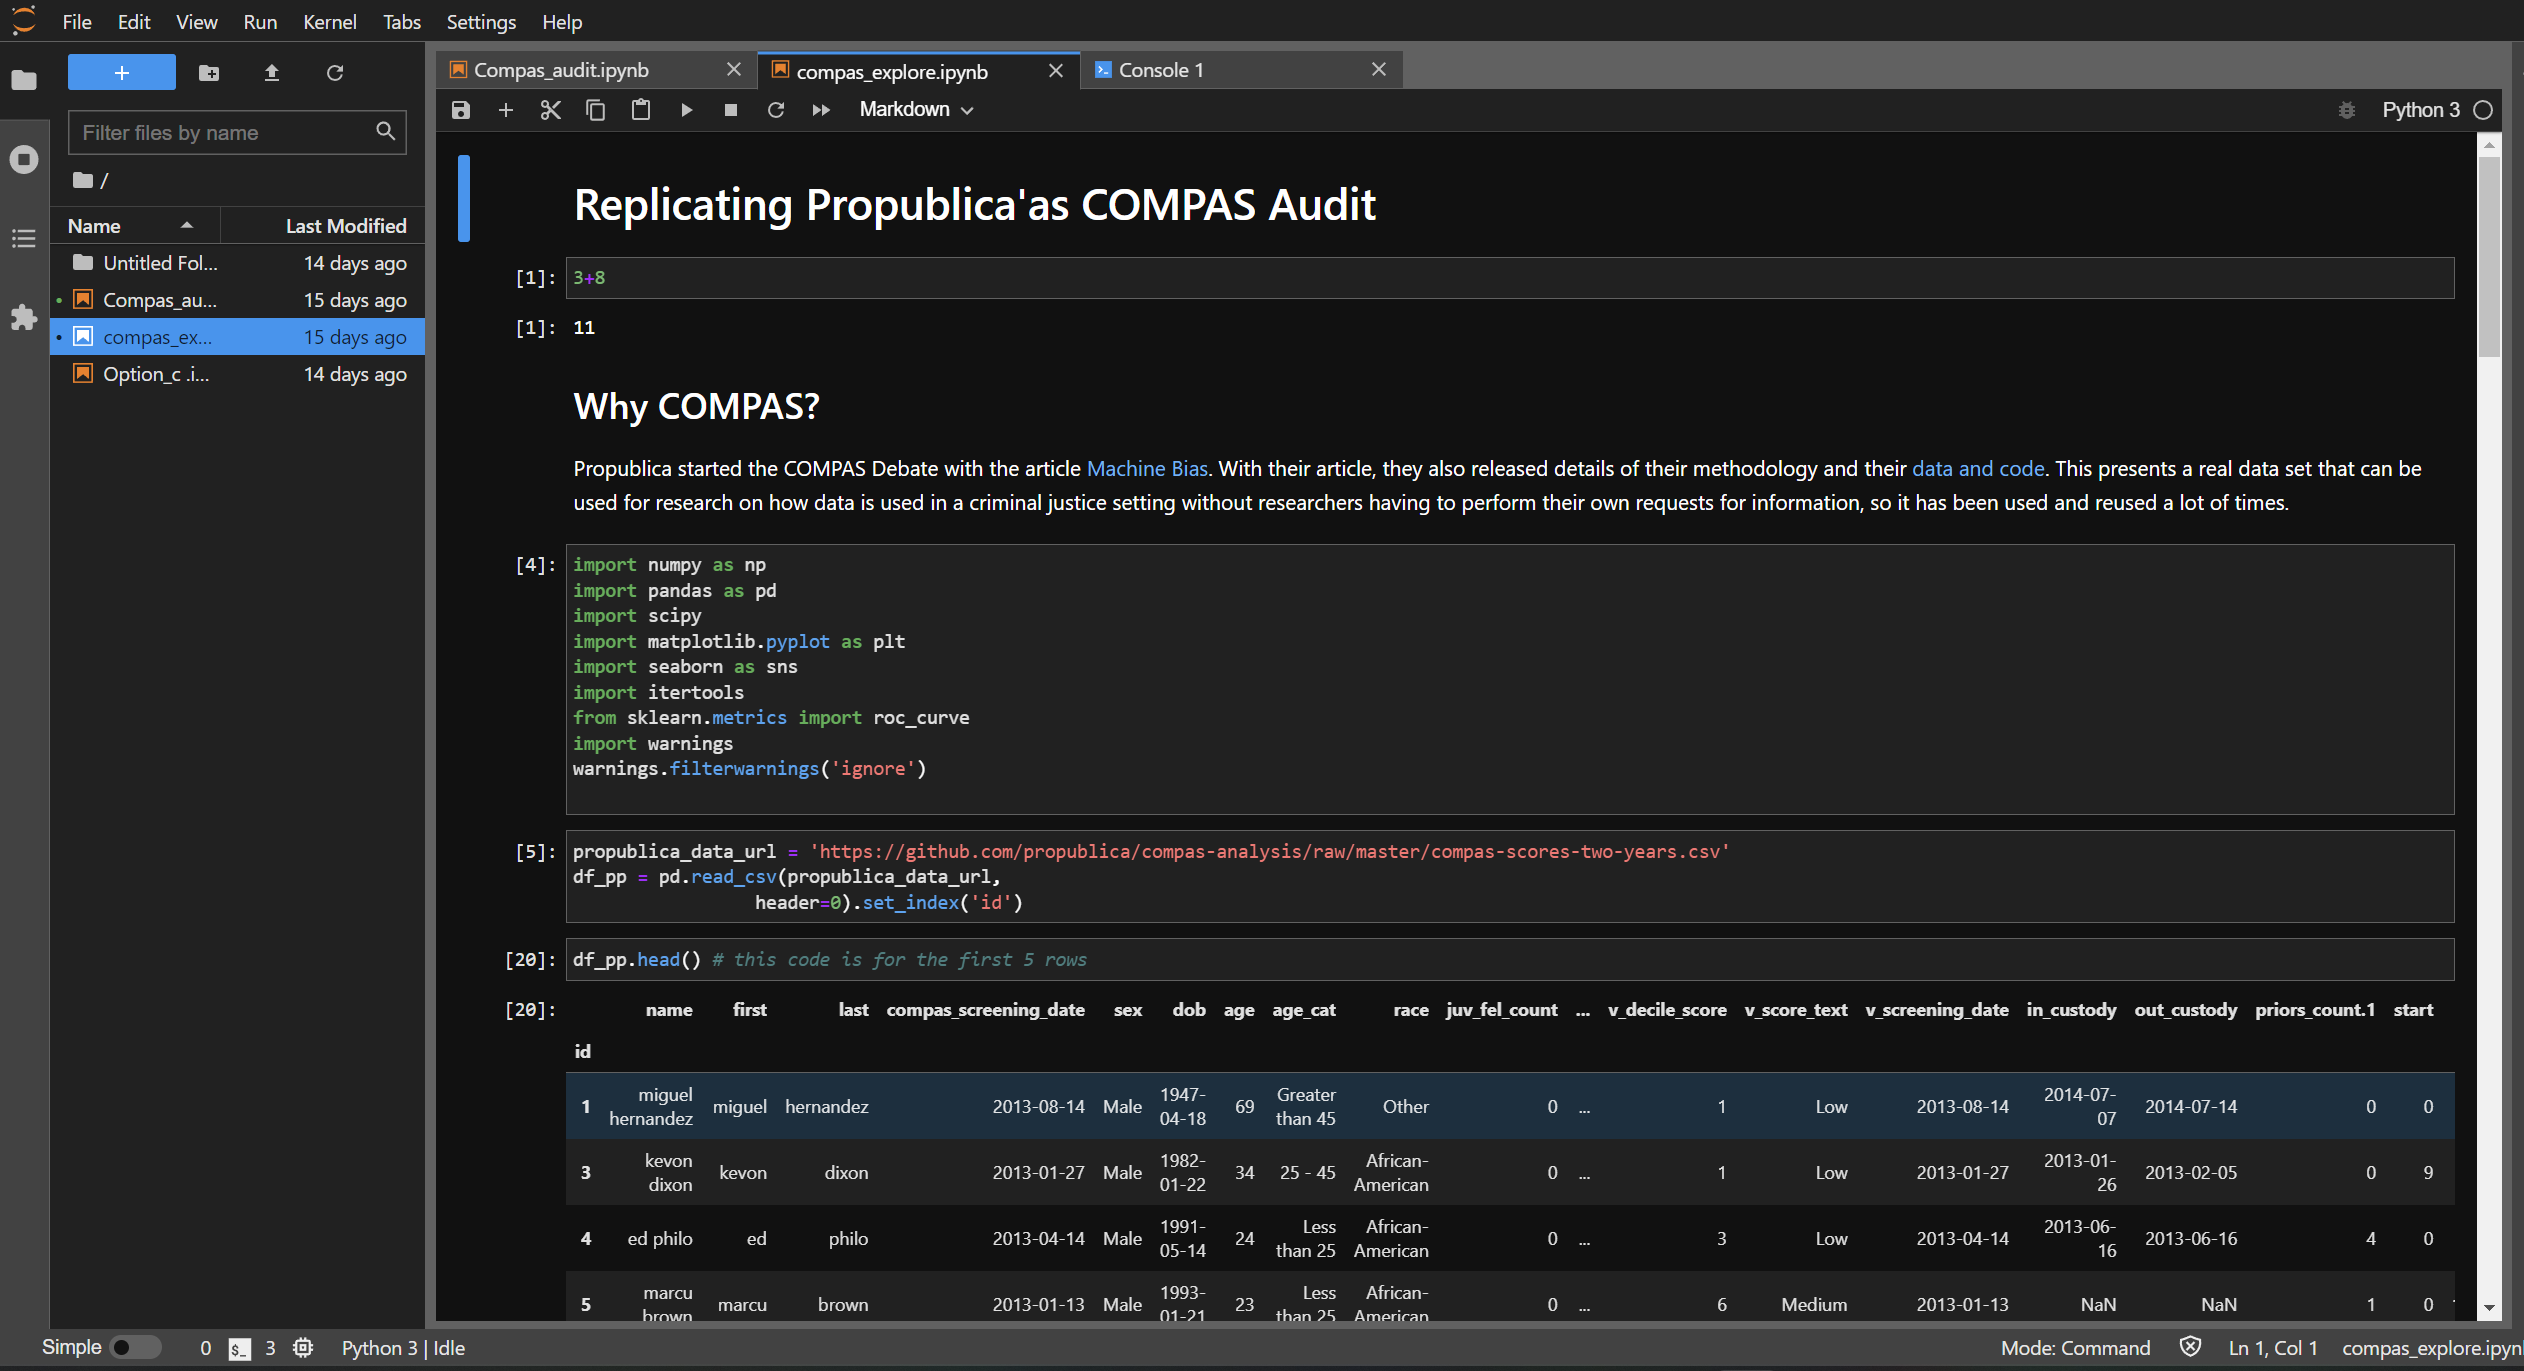 File Edit View Run Kernel Tabs Settings Help
+
Filter files by name
/
Name Last Modified
Untitled Fol... 14 days ago
Compas_au... 15 days ago
compas_ex... 15 days ago
Option_c .i... 14 days ago
Compas_audit.ipynb compas_explore.ipynb Console 1
Markdown Python 3
Replicating Propublica'as COMPAS Audit
[1]: 3+8
[1]: 11
Why COMPAS?
Propublica started the COMPAS Debate with the article Machine Bias. With their article, they also released details of their methodology and their data and code. This presents a real data set that can be
used for research on how data is used in a criminal justice setting without researchers having to perform their own requests for information, so it has been used and reused a lot of times.
[4]: import numpy as np
import pandas as pd
import scipy
import matplotlib.pyplot as plt
import seaborn as sns
import itertools
from sklearn.metrics import roc_curve
import warnings
warnings.filterwarnings('ignore')
[5]: propublica_data_url = 'https://github.com/propublica/compas-analysis/raw/master/compas-scores-two-years.csv'
df_pp = pd.read_csv(propublica_data_url,
header=0).set_index('id')
[20]: df_pp.head() # this code is for the first 5 rows
[20]: name first last compas_screening_date sex dob age age_cat race juv_fel_count ... v_decile_score v_score_text v_screening_date in_custody out_custody priors_count.1 start
id
1 miguel hernandez miguel hernandez 2013-08-14 Male 1947-04-18 69 Greater than 45 Other 0 ... 1 Low 2013-08-14 2014-07-07 2014-07-14 0 0
3 kevon dixon kevon dixon 2013-01-27 Male 1982-01-22 34 25 - 45 African-American 0 ... 1 Low 2013-01-27 2013-01-26 2013-02-05 0 9
4 ed philo ed philo 2013-04-14 Male 1991-05-14 24 Less than 25 African-American 0 ... 3 Low 2013-04-14 2013-06-16 2013-06-16 4 0
5 marcu brown marcu brown 2013-01-13 Male 1993-01-21 23 Less than 25 African-American 0 ... 6 Medium 2013-01-13 NaN NaN 1 0
Simple 0 $_ 3 Python 3 | Idle Mode: Command Ln 1, Col 1 compas_explore.ipyn